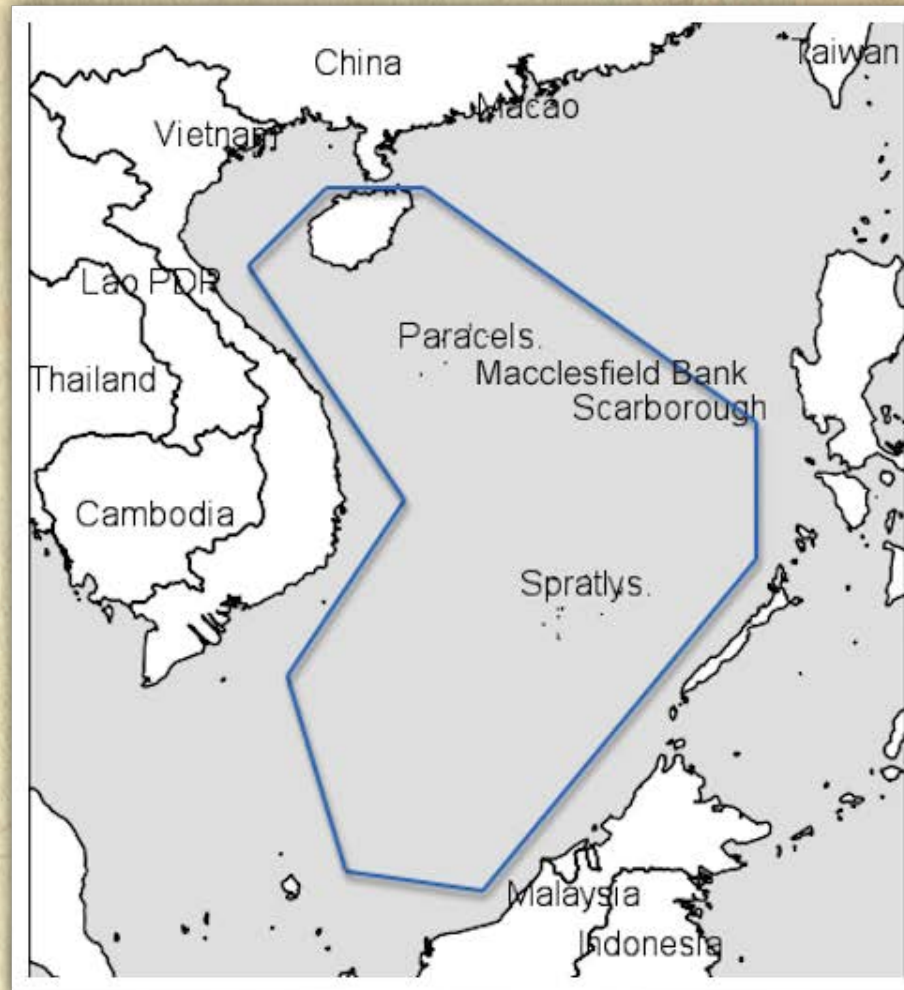 Taiwan
China
Macao
Vietnam
Lao PDR
Paracels
Macclesfield Bank
Thailand
Scarborough
Cambodia
Spratlys
Malaysia
Indonesia